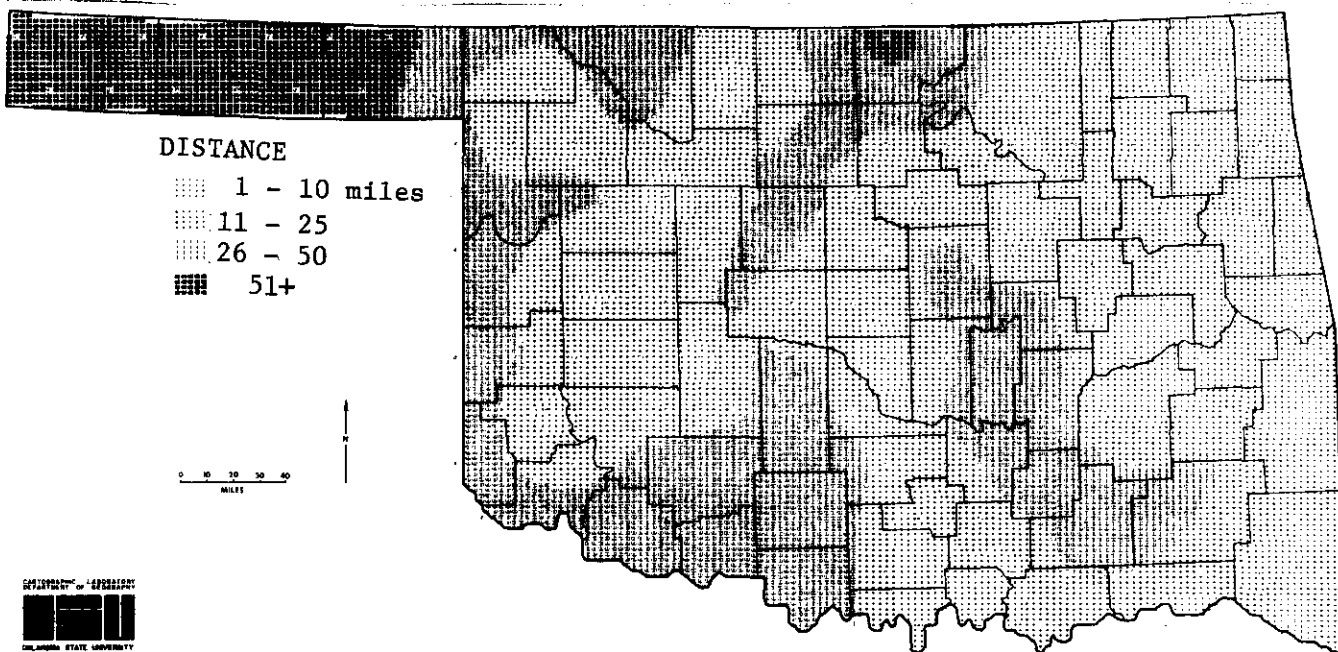 DISTANCE
1 - 10 miles
11 - 25
26 - 50
51+
N
0 10 20 30 40
MILES
CARTOGRAPHIC LABORATORY
DEPARTMENT OF GEOGRAPHY
OKLAHOMA STATE UNIVERSITY